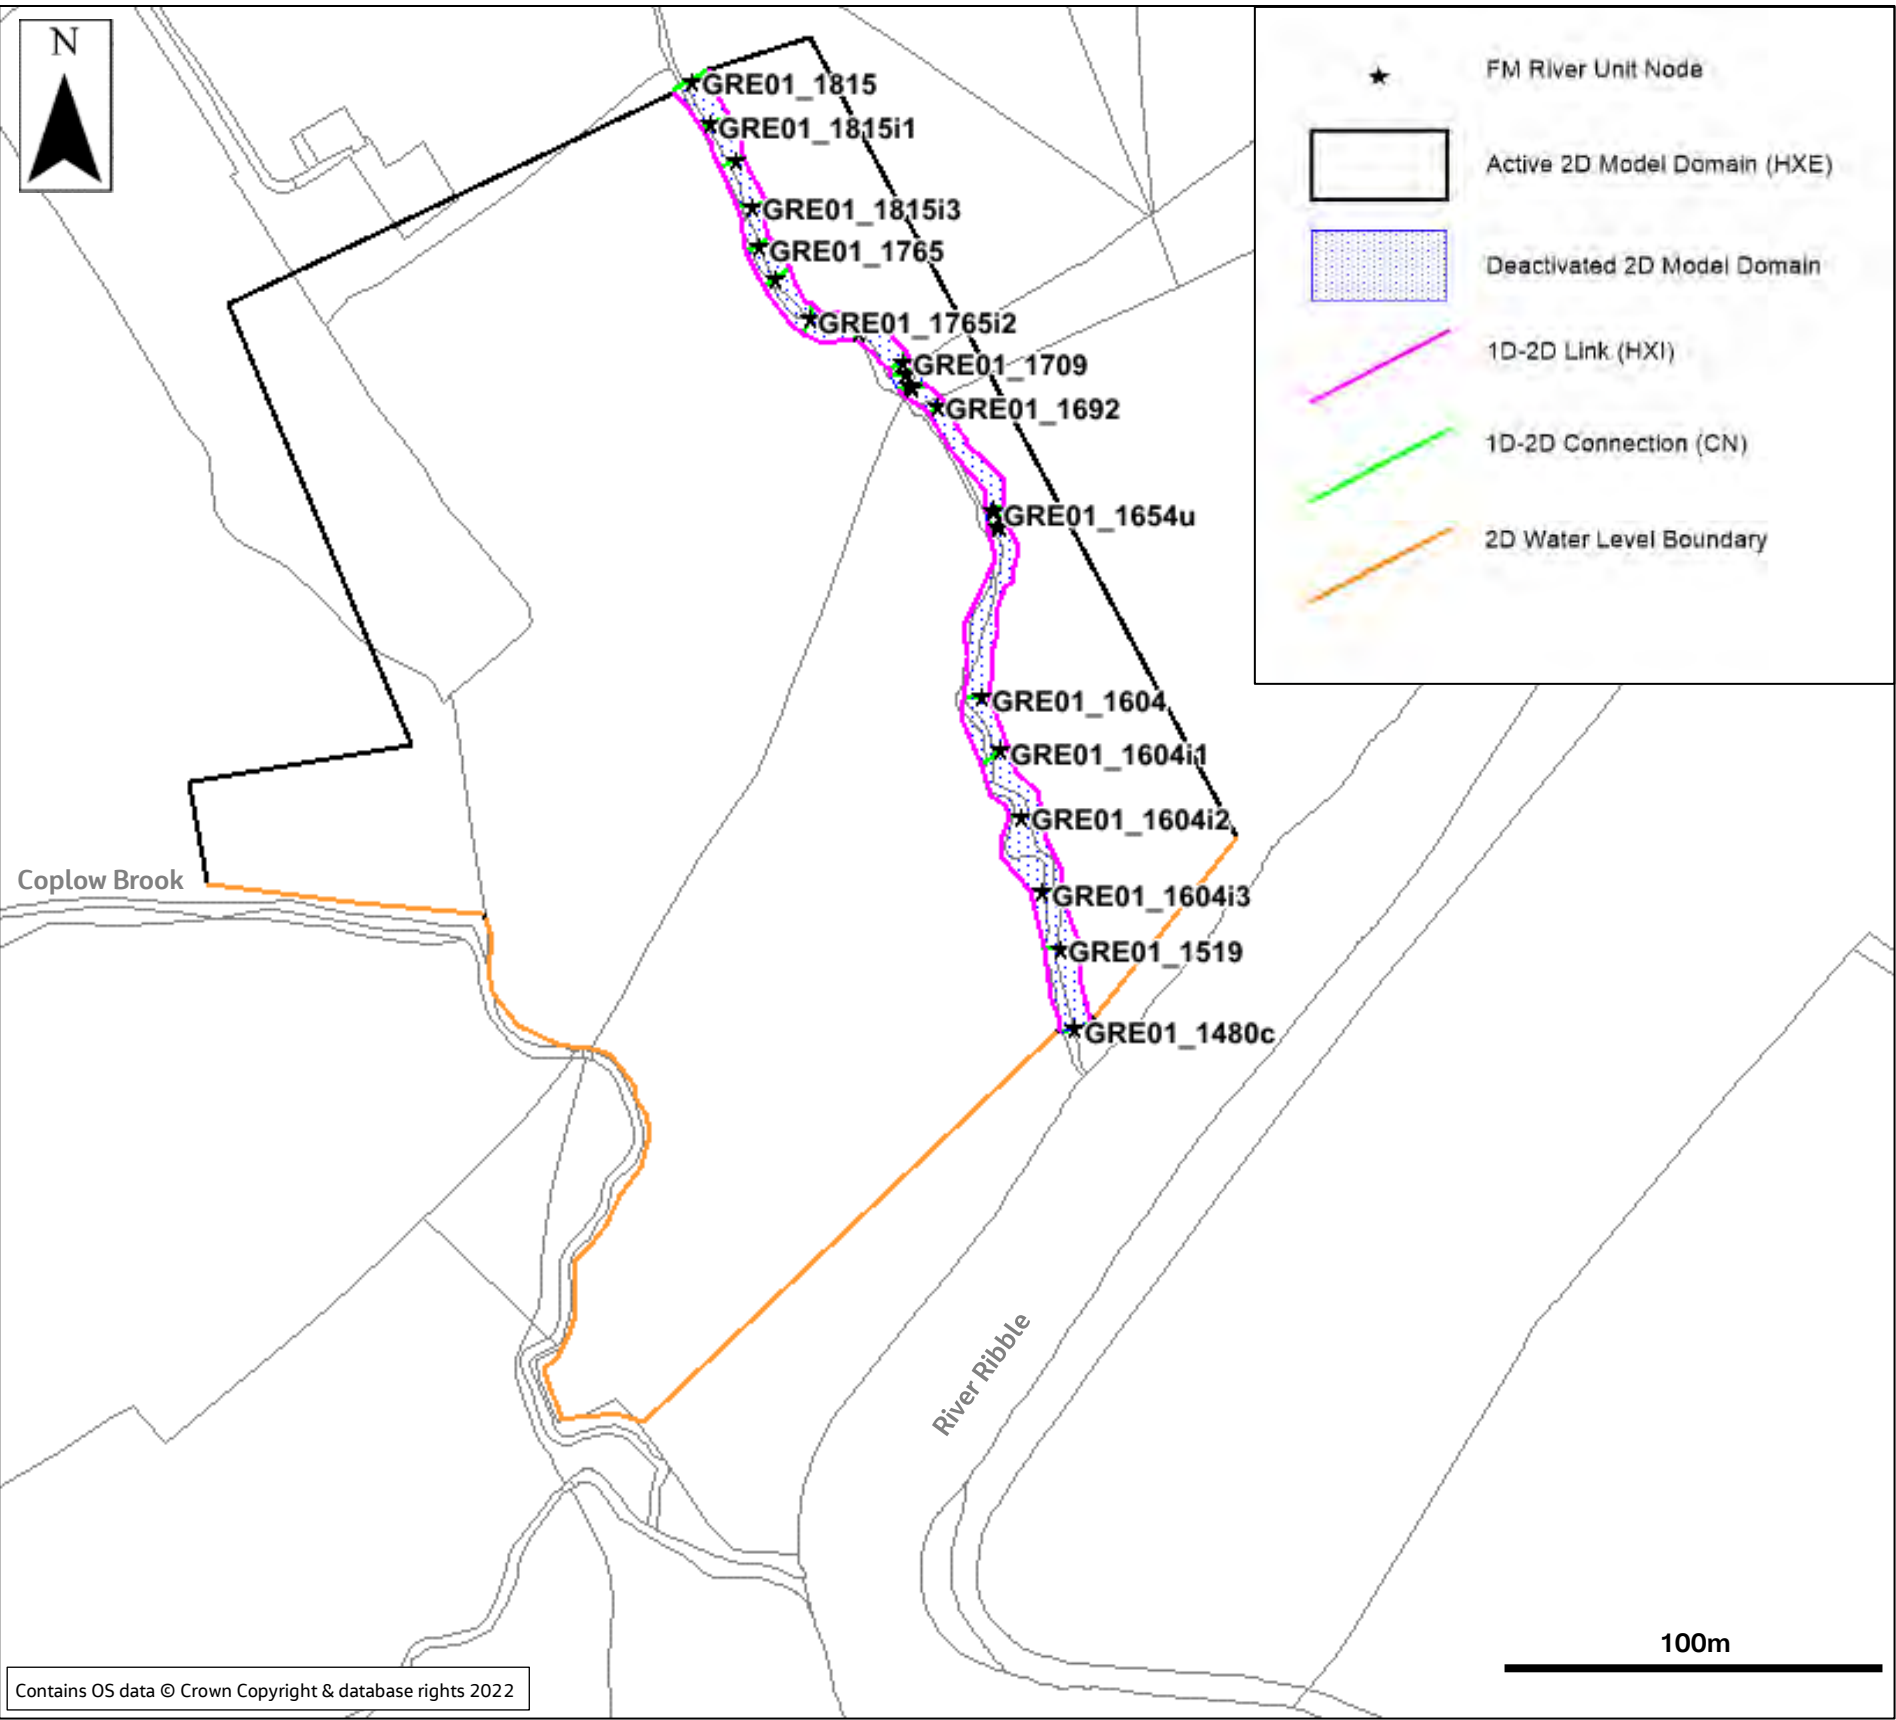 N
GRE01_1815
GRE01_1815i1
GRE01_1815i3
GRE01_1765
GRE01_1765i2
GRE01_1709
GRE01_1692
GRE01_1654u
GRE01_1604
GRE01_1604i1
GRE01_1604i2
GRE01_1604i3
GRE01_1519
GRE01_1480c
FM River Unit Node
Active 2D Model Domain (HXE)
Deactivated 2D Model Domain
1D-2D Link (HXI)
1D-2D Connection (CN)
2D Water Level Boundary
Coplow Brook
River Ribble
100m
Contains OS data © Crown Copyright & database rights 2022